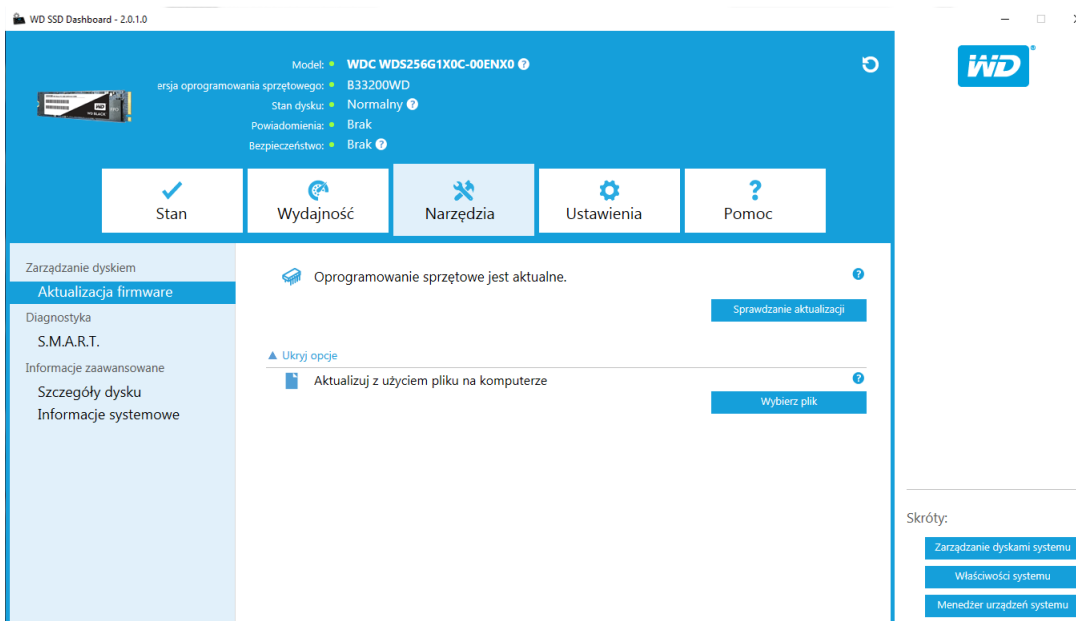 WD SSD Dashboard - 2.0.1.0
WD®
Model: WDC WDS256G1X0C-00ENX0 ?
ersja oprogramowania sprzętowego: B33200WD
Stan dysku: Normalny ?
Powiadomienia: Brak
Bezpieczeństwo: Brak ?
Stan
Wydajność
Narzędzia
Ustawienia
?
Pomoc
Zarządzanie dyskiem
Aktualizacja firmware
Diagnostyka
S.M.A.R.T.
Informacje zaawansowane
Szczegóły dysku
Informacje systemowe
Oprogramowanie sprzętowe jest aktualne. ?
Sprawdzanie aktualizacji
Ukryj opcje
Aktualizuj z użyciem pliku na komputerze ?
Wybierz plik
Skróty:
Zarządzanie dyskami systemu
Właściwości systemu
Menedżer urządzeń systemu